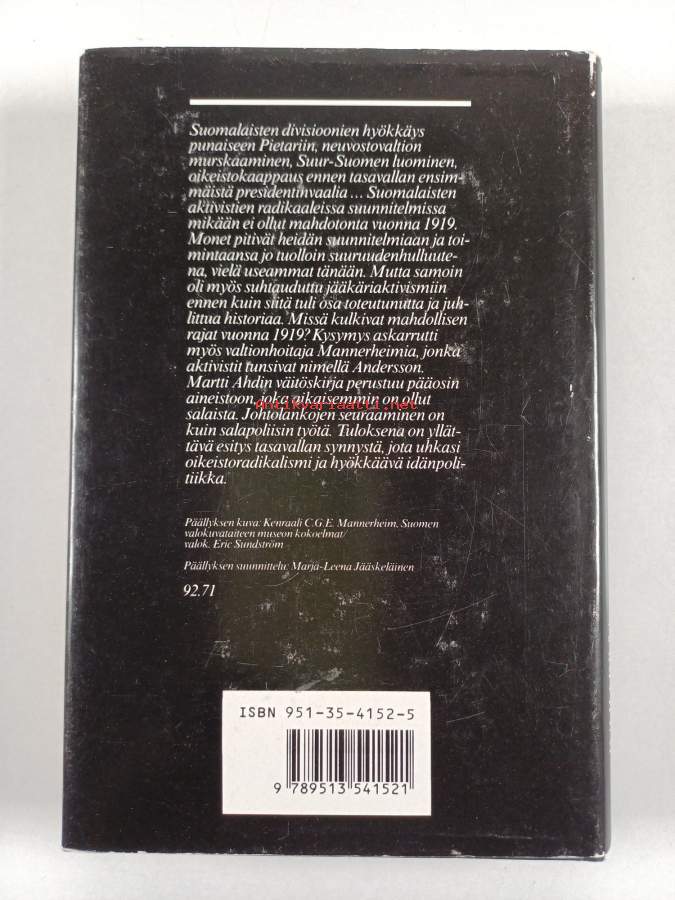 Suomalaisten divisioonien hyökkäys
punaiseen Pietariin, neuvostovaltion
murskaaminen, Suur-Suomen luominen,
oikeistokaappaus ennen tasavallan ensim-
mäistä presidentinvaalia... Suomalaisten
aktivistien radikaaleissa suunnitelmissa
mikään ei ollut mahdotonta vuonna 1919.
Monet pitivät heidän suunnitelmiaan ja toi-
mintaansa jo tuolloin suuruudenhulluute-
na, vielä useammat tänään. Mutta samoin
oli myös suhtauduttu jääkäriaktivismiin
ennen kuin siitä tuli osa toteutunutta ja juh-
littua historiaa. Missä kulkivat mahdollisen
rajat vuonna 1919? Kysymys askarrutti
myös valtionhoitaja Mannerheimia, jonka
aktivistit tunsivat nimellä Andersson.
Martti Ahdin väitöskirja perustuu pääosin
aineistoon, joka aikaisemmin on ollut
Antikvariaatti.net
salaista. Johtolankojen seuraaminen on
kuin salapoliisin työtä. Tuloksena on yllät-
tävä esitys tasavallan synnystä, jota uhkasi
oikeistoradikalismi ja hyökkäävä idänpoli-
tiikka.
Päällyksen kuva: Kenraali C.G.E. Mannerheim. Suomen
valokuvataiteen museon kokoelmat/
valok. Eric Sundström
Päällyksen suunnittelu: Marja-Leena Jääskeläinen
92.71
ISBN 951-35-4152-5
9 789513 541521